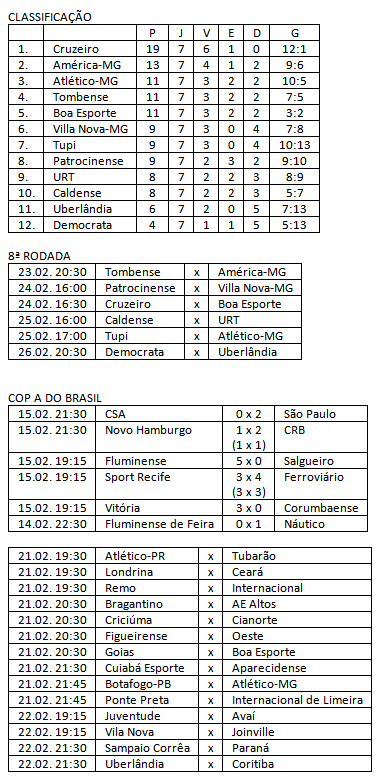 CLASSIFICAÇÃO
P J V E D G
1. Cruzeiro 19 7 6 1 0 12:1
2. América-MG 13 7 4 1 2 9:6
3. Atlético-MG 11 7 3 2 2 10:5
4. Tombense 11 7 3 2 2 7:5
5. Boa Esporte 11 7 3 2 2 3:2
6. Villa Nova-MG 9 7 3 0 4 7:8
7. Tupi 9 7 3 0 4 10:13
8. Patrocinense 9 7 2 3 2 9:10
9. URT 8 7 2 2 3 8:9
10. Caldense 8 7 2 2 3 5:7
11. Uberlândia 6 7 2 0 5 7:13
12. Democrata 4 7 1 1 5 5:13
8ª RODADA
23.02. 20:30 Tombense x América-MG
24.02. 16:00 Patrocinense x Villa Nova-MG
24.02. 16:30 Cruzeiro x Boa Esporte
25.02. 16:00 Caldense x URT
25.02. 17:00 Tupi x Atlético-MG
26.02. 20:30 Democrata x Uberlândia
COP A DO BRASIL
15.02. 21:30 CSA 0 x 2 São Paulo
15.02. 21:30 Novo Hamburgo 1 x 2 CRB
(1 x 1)
15.02. 19:15 Fluminense 5 x 0 Salgueiro
15.02. 19:15 Sport Recife 3 x 4 Ferroviário
(3 x 3)
15.02. 19:15 Vitória 3 x 0 Corumbaense
14.02. 22:30 Fluminense de Feira 0 x 1 Náutico
21.02. 19:30 Atlético-PR x Tubarão
21.02. 19:30 Londrina x Ceará
21.02. 19:30 Remo x Internacional
21.02. 20:30 Bragantino x AE Altos
21.02. 20:30 Criciúma x Cianorte
21.02. 20:30 Figueirense x Oeste
21.02. 20:30 Goias x Boa Esporte
21.02. 21:30 Cuiabá Esporte x Aparecidense
21.02. 21:45 Botafogo-PB x Atlético-MG
21.02. 21:45 Ponte Preta x Internacional de Limeira
22.02. 19:15 Juventude x Avaí
22.02. 19:15 Vila Nova x Joinville
22.02. 21:30 Sampaio Corrêa x Paraná
22.02. 21:30 Uberlândia x Coritiba